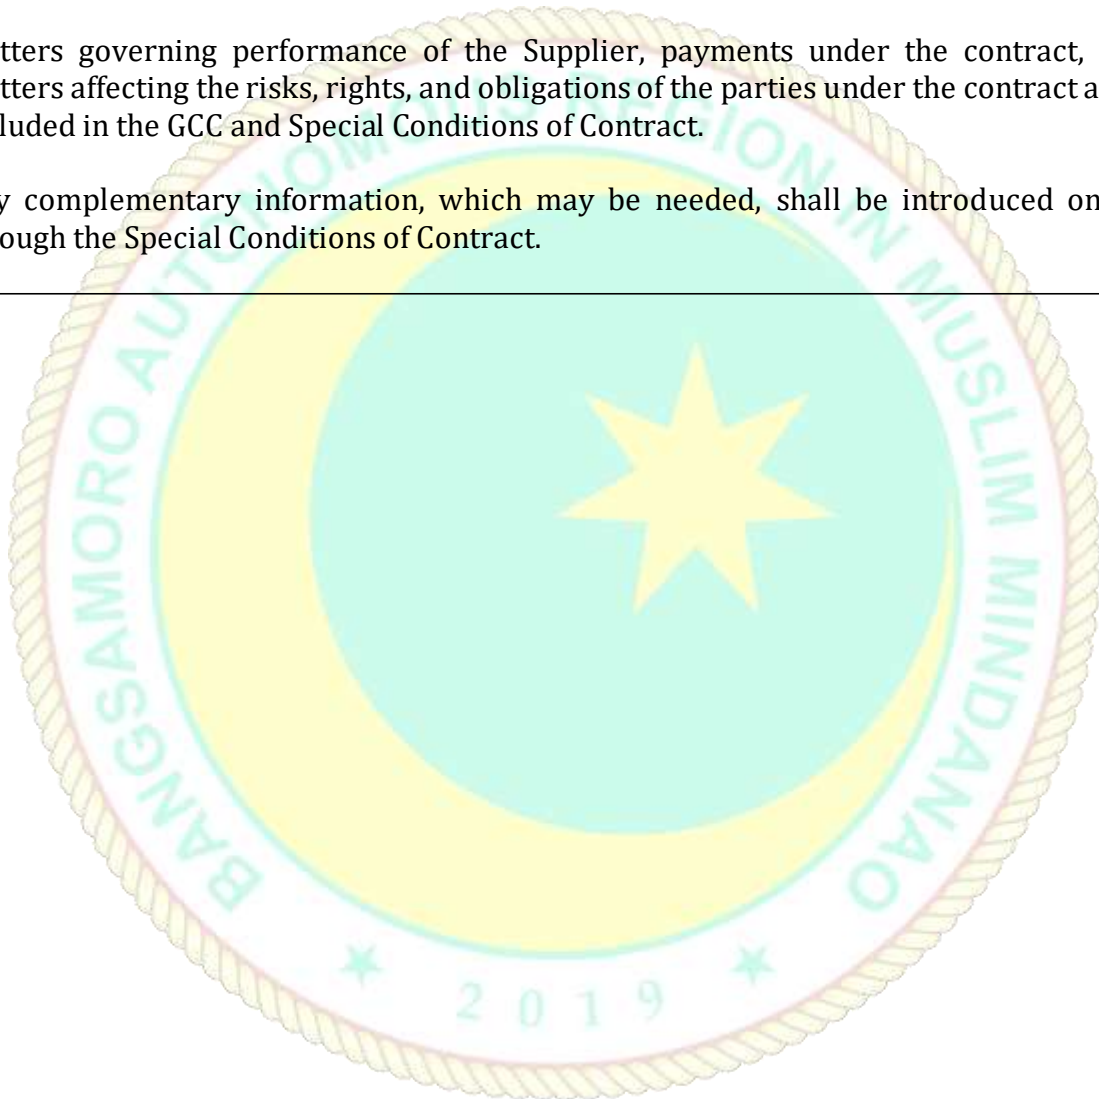 tters governing performance of the Supplier, payments under the contract,
tters affecting the risks, rights, and obligations of the parties under the contract a
luded in the GCC and Special Conditions of Contract.
y complementary information, which may be needed, shall be introduced on
ough the Special Conditions of Contract.
BANGSAMORO AUTONOMOUS REGION IN MUSLIM MINDANAO
2019